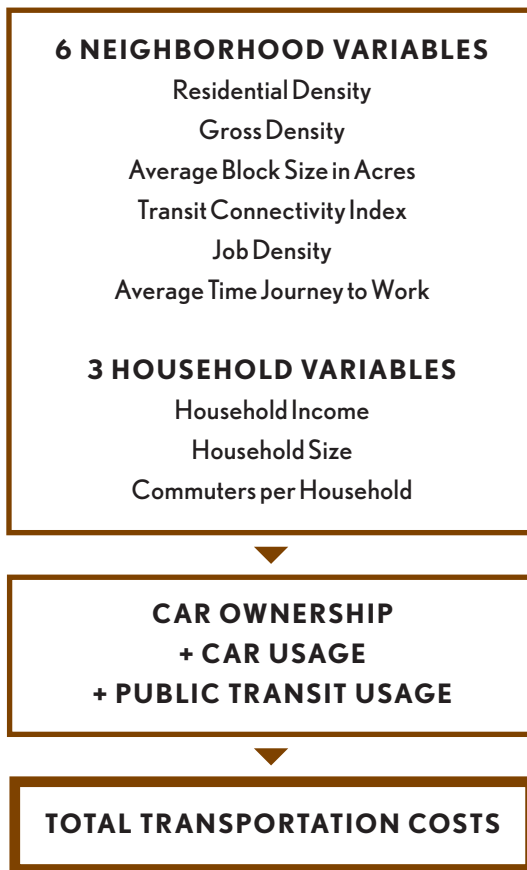 6 NEIGHBORHOOD VARIABLES
Residential Density
Gross Density
Average Block Size in Acres
Transit Connectivity Index
Job Density
Average Time Journey to Work
3 HOUSEHOLD VARIABLES
Household Income
Household Size
Commuters per Household
CAR OWNERSHIP
+ CAR USAGE
+ PUBLIC TRANSIT USAGE
TOTAL TRANSPORTATION COSTS